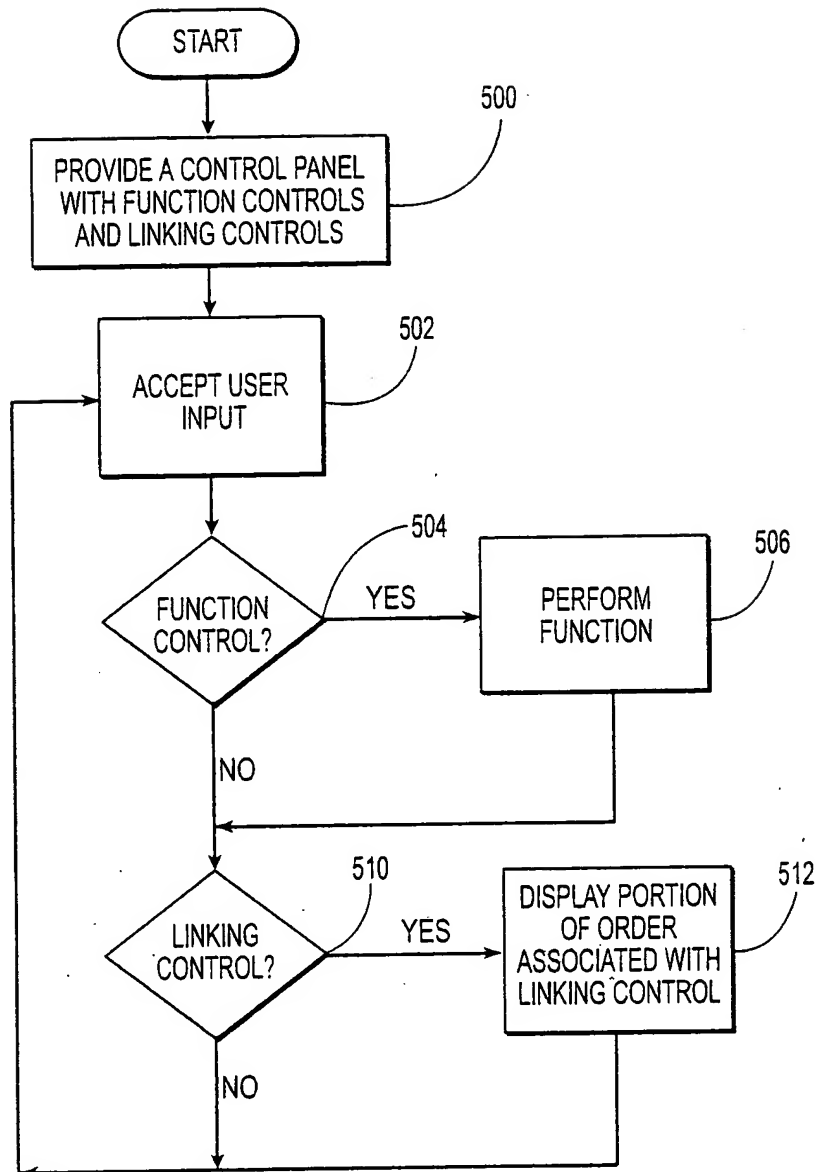 START
500
PROVIDE A CONTROL PANEL
WITH FUNCTION CONTROLS
AND LINKING CONTROLS
502
ACCEPT USER
INPUT
504
FUNCTION
CONTROL?
YES
506
PERFORM
FUNCTION
NO
510
LINKING
CONTROL?
YES
512
DISPLAY PORTION
OF ORDER
ASSOCIATED WITH
LINKING CONTROL
NO